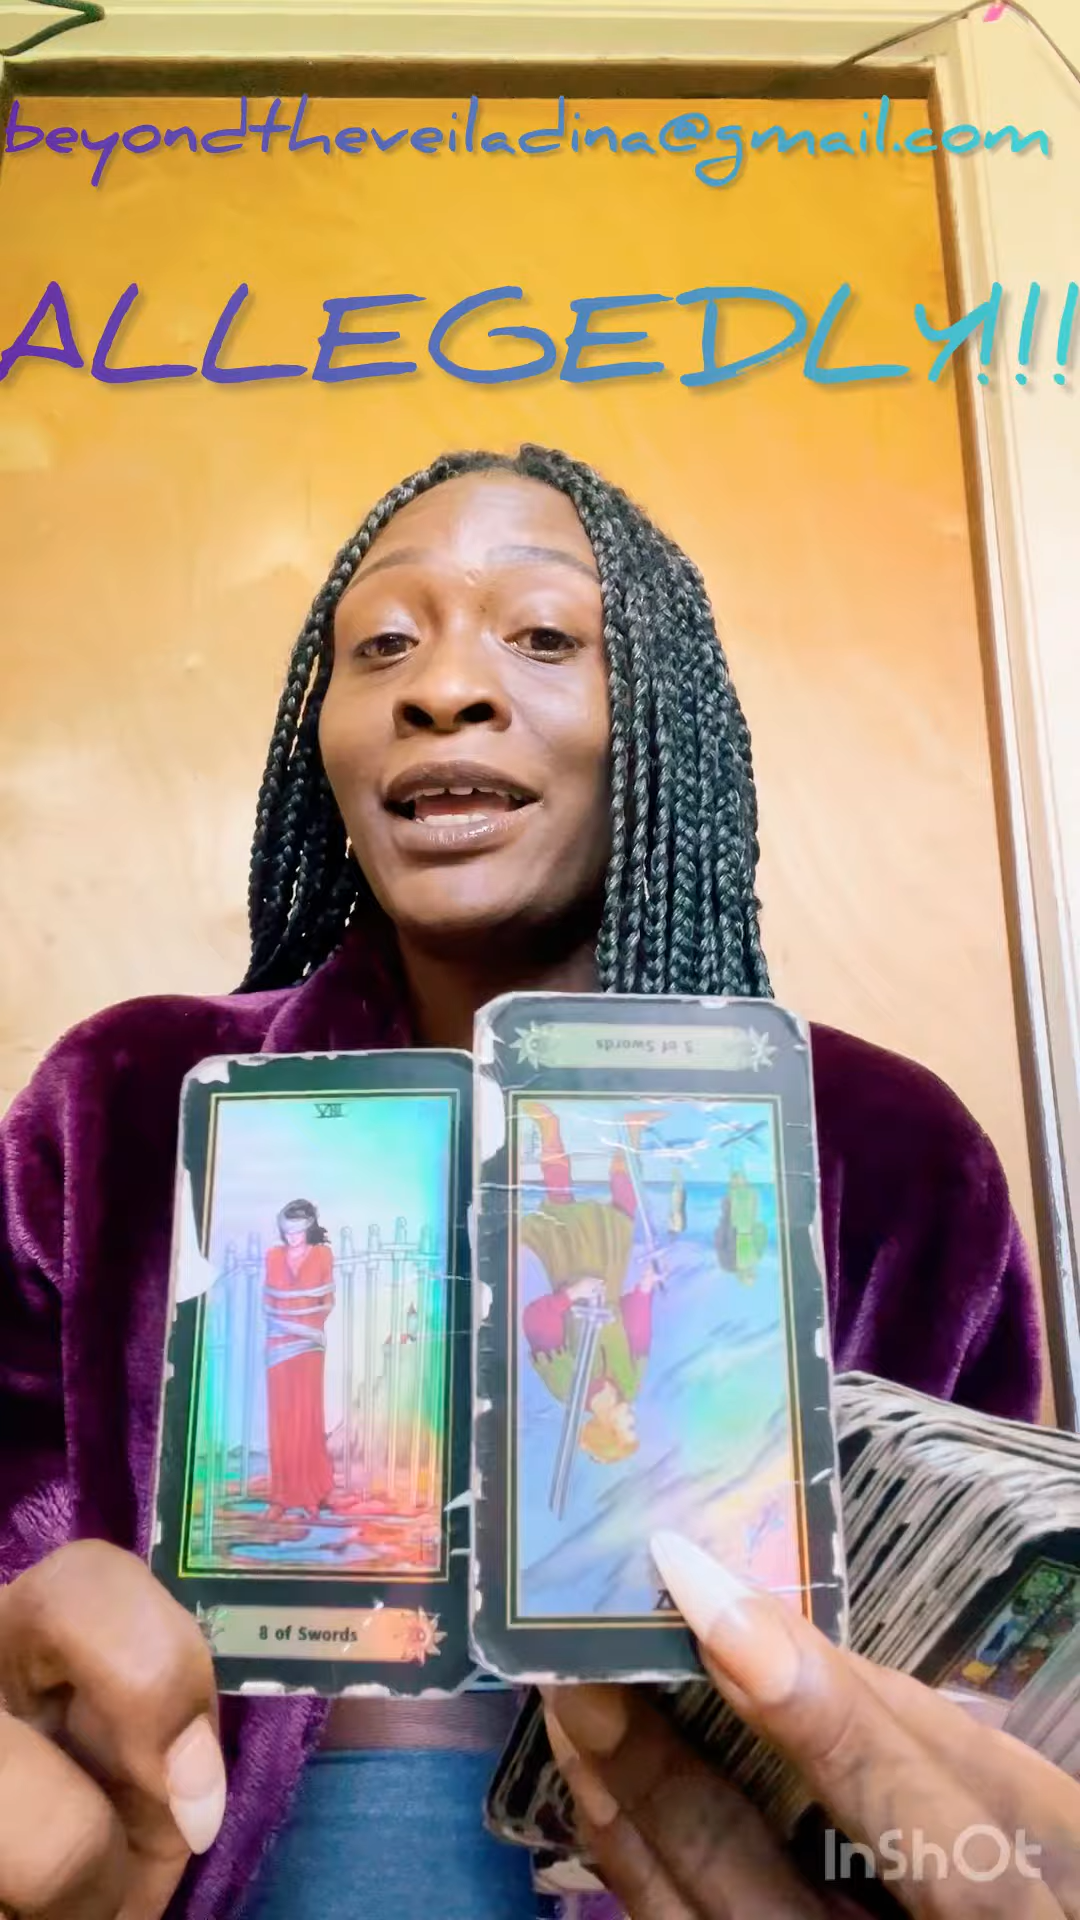 beyondtheveiladina@gmail.com
ALLEGEDLY!!!
5 of Swords
VIII
8 of Swords
InShOt